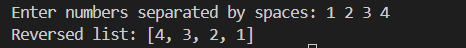 Enter numbers separated by spaces: 1 2 3 4
Reversed list: [4, 3, 2, 1]